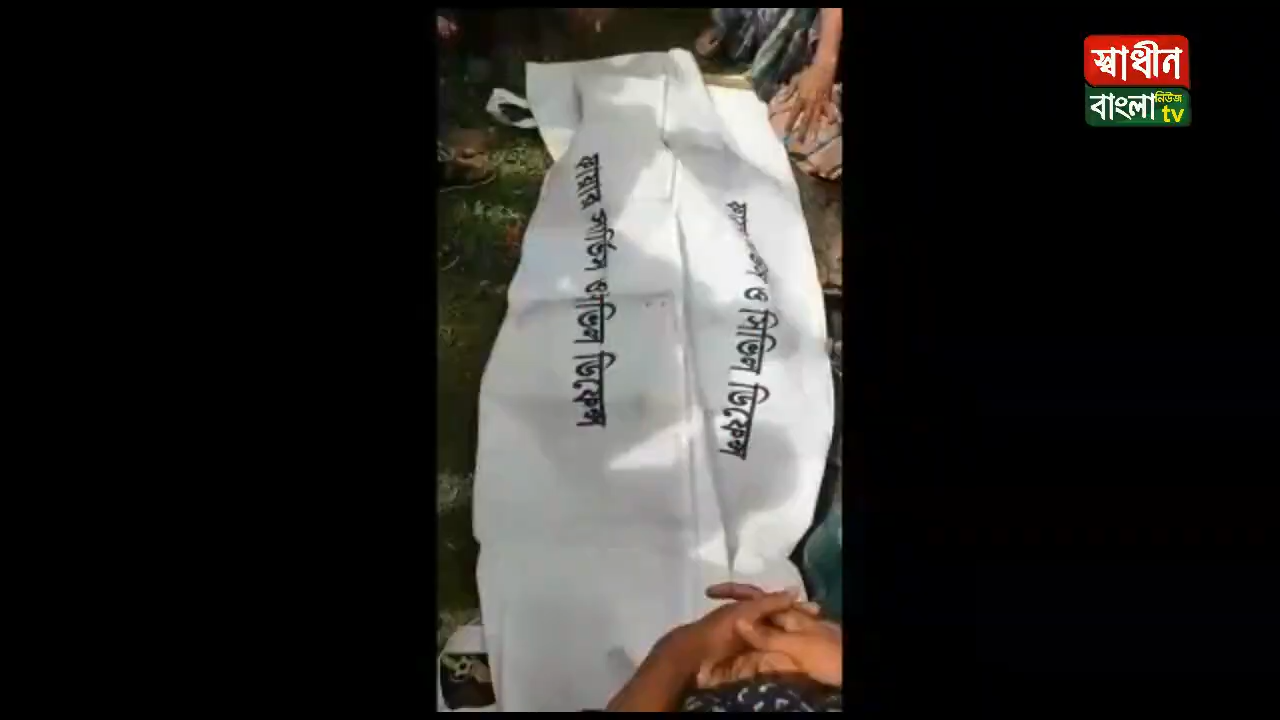 স্বাধীন
বাংলা নিউজ tv
ফায়ার সার্ভিস ও সিভিল ডিফেন্স
ও সিভিল ডিফেন্স